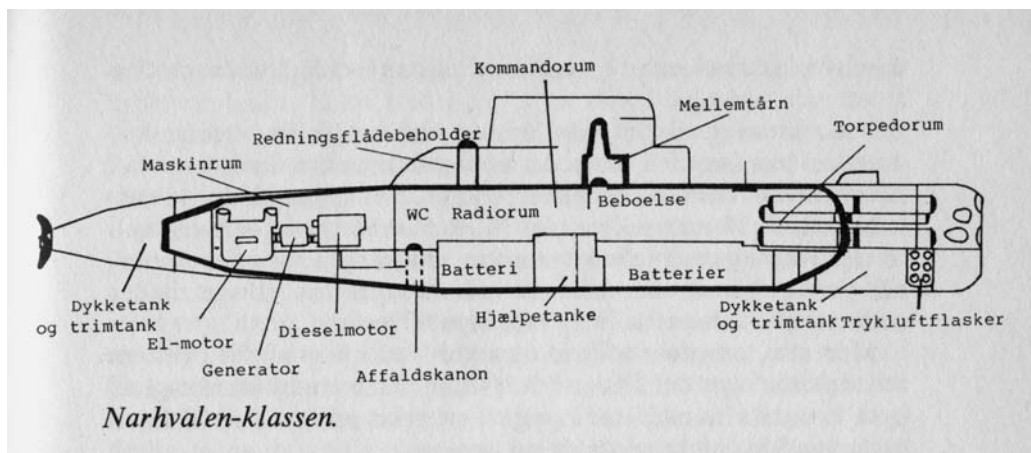 Kommandorum
Mellemtårn
Redningsflådebeholder
Torpedorum
Maskinrum
WC Radiorum
Beboelse
Batteri
Batterier
Dykketank
og trimtank
El-motor
Generator
Dieselmotor
Affaldskanon
Hjælpetanke
Dykketank
og trimtank
Trykluftflasker
Narhvalen-klassen.